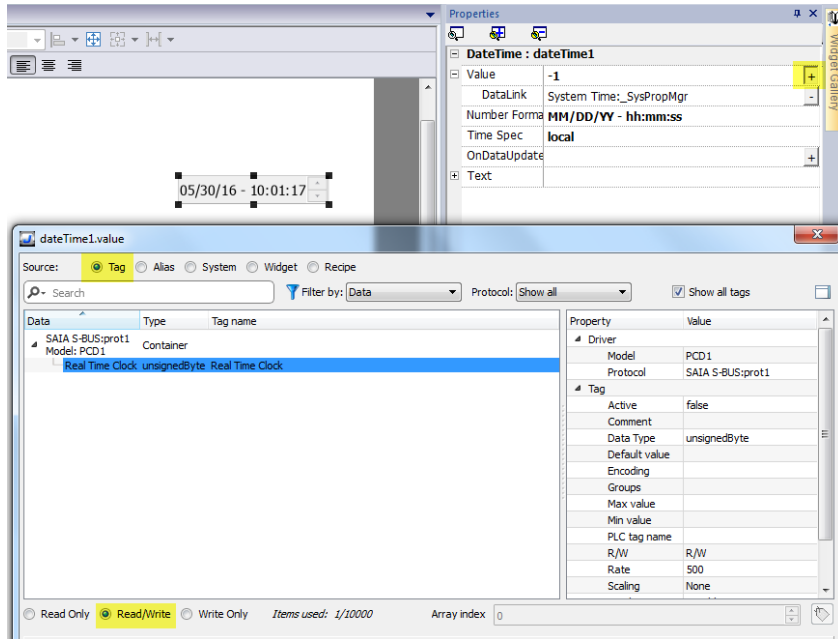 Properties
Widget Gallery
DateTime : dateTime1
Value -1 +
DataLink System Time:_SysPropMgr -
Number Forma MM/DD/YY - hh:mm:ss
Time Spec local
OnDataUpdate +
Text
05/30/16 - 10:01:17
dateTime1.value
Source: Tag Alias System Widget Recipe
Search Filter by: Data Protocol: Show all Show all tags
Data Type Tag name
SAIA S-BUS:prot1
Model: PCD1 Container
Real Time Clock unsignedByte Real Time Clock
Property Value
Driver
Model PCD1
Protocol SAIA S-BUS:prot1
Tag
Active false
Comment
Data Type unsignedByte
Default value
Encoding
Groups
Max value
Min value
PLC tag name
R/W R/W
Rate 500
Scaling None
Read Only Read/Write Write Only Items used: 1/10000 Array index 0